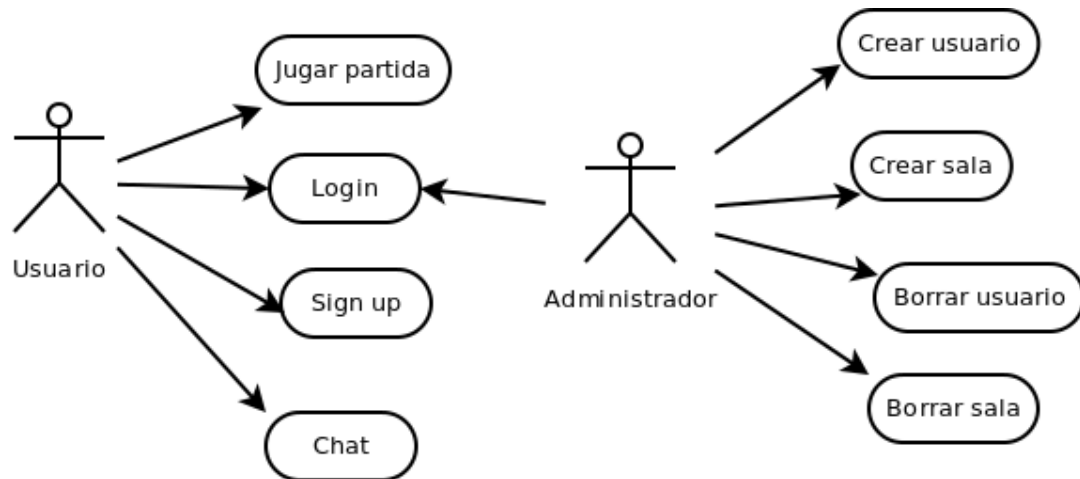 Jugar partida
Login
Sign up
Chat
Usuario
Crear usuario
Crear sala
Borrar usuario
Borrar sala
Administrador